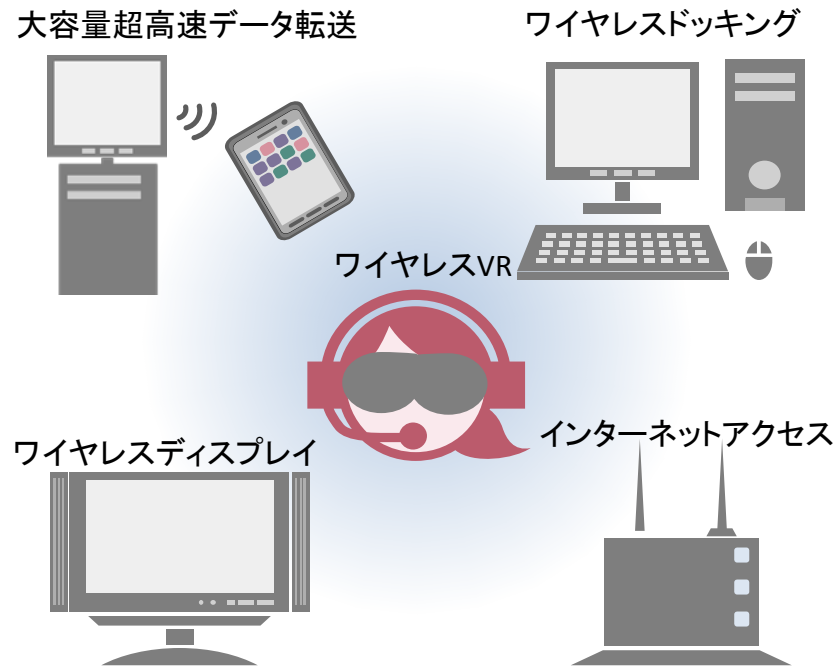 大容量超高速データ転送
ワイヤレスドッキング
ワイヤレスVR
ワイヤレスディスプレイ
インターネットアクセス